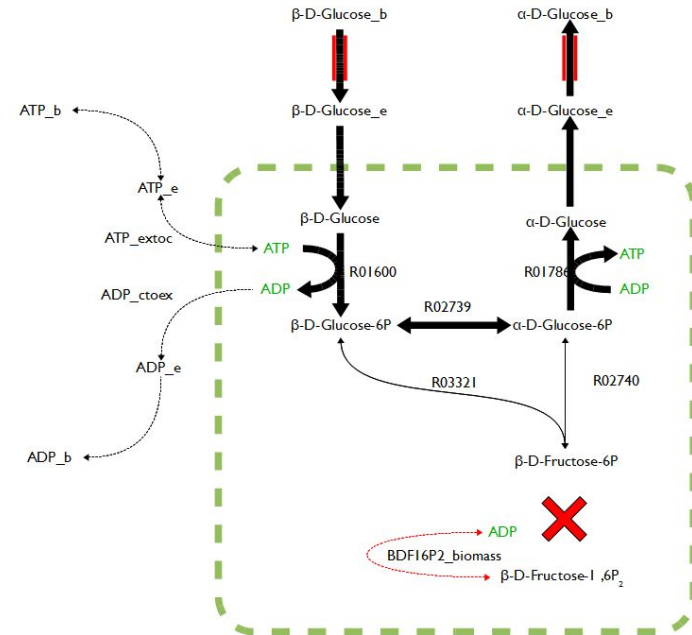 β-D-Glucose_b α-D-Glucose_b
ATP_b β-D-Glucose_e α-D-Glucose_e
ATP_e
β-D-Glucose α-D-Glucose
ATP_extoc ATP ATP
R01600 R01786
ADP_ctoex ADP ADP
R02739
β-D-Glucose-6P α-D-Glucose-6P
ADP_e
R03321 R02740
ADP_b β-D-Fructose-6P
ADP
BDF16P2_biomass
β-D-Fructose-1 ,6P₂